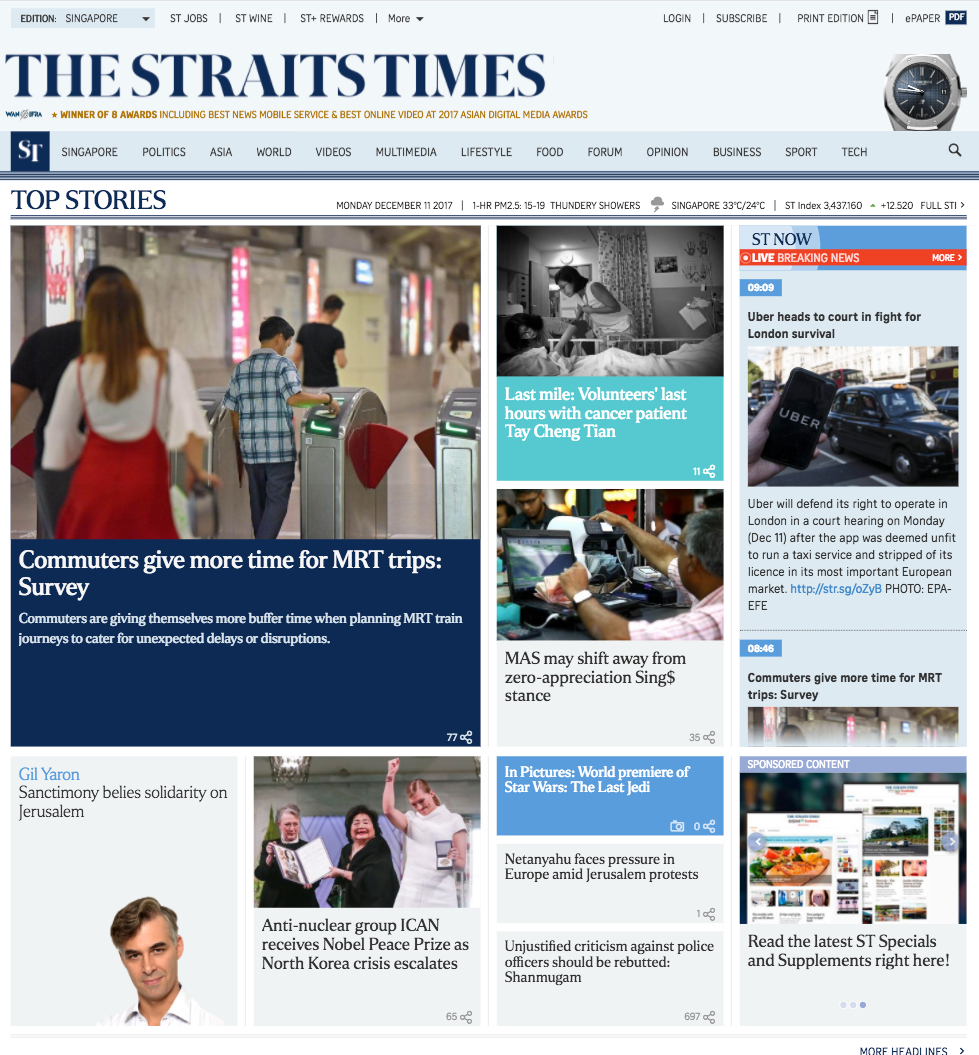 EDITION: SINGAPORE
ST JOBS | ST WINE | ST+ REWARDS | More
LOGIN | SUBSCRIBE | PRINT EDITION | ePAPER PDF
THE STRAITS TIMES
WAN IFRA ★ WINNER OF 8 AWARDS INCLUDING BEST NEWS MOBILE SERVICE & BEST ONLINE VIDEO AT 2017 ASIAN DIGITAL MEDIA AWARDS
ST SINGAPORE POLITICS ASIA WORLD VIDEOS MULTIMEDIA LIFESTYLE FOOD FORUM OPINION BUSINESS SPORT TECH
TOP STORIES
MONDAY DECEMBER 11 2017 | 1-HR PM2.5: 15-19 THUNDERY SHOWERS SINGAPORE 33°C/24°C | ST Index 3,437.160 +12.520 FULL STI >
Commuters give more time for MRT trips:
Survey
Commuters are giving themselves more buffer time when planning MRT train
journeys to cater for unexpected delays or disruptions.
77
Last mile: Volunteers' last
hours with cancer patient
Tay Cheng Tian
11
MAS may shift away from
zero-appreciation Sing$
stance
35
ST NOW
LIVE BREAKING NEWS MORE >
09:09
Uber heads to court in fight for
London survival
UBER
Uber will defend its right to operate in
London in a court hearing on Monday
(Dec 11) after the app was deemed unfit
to run a taxi service and stripped of its
licence in its most important European
market. http://str.sg/oZyB PHOTO: EPA-
EFE
08:46
Commuters give more time for MRT
trips: Survey
Gil Yaron
Sanctimony belies solidarity on
Jerusalem
Anti-nuclear group ICAN
receives Nobel Peace Prize as
North Korea crisis escalates
65
In Pictures: World premiere of
Star Wars: The Last Jedi
0
Netanyahu faces pressure in
Europe amid Jerusalem protests
1
Unjustified criticism against police
officers should be rebutted:
Shanmugam
697
SPONSORED CONTENT
Read the latest ST Specials
and Supplements right here!
MORE HEADLINES >